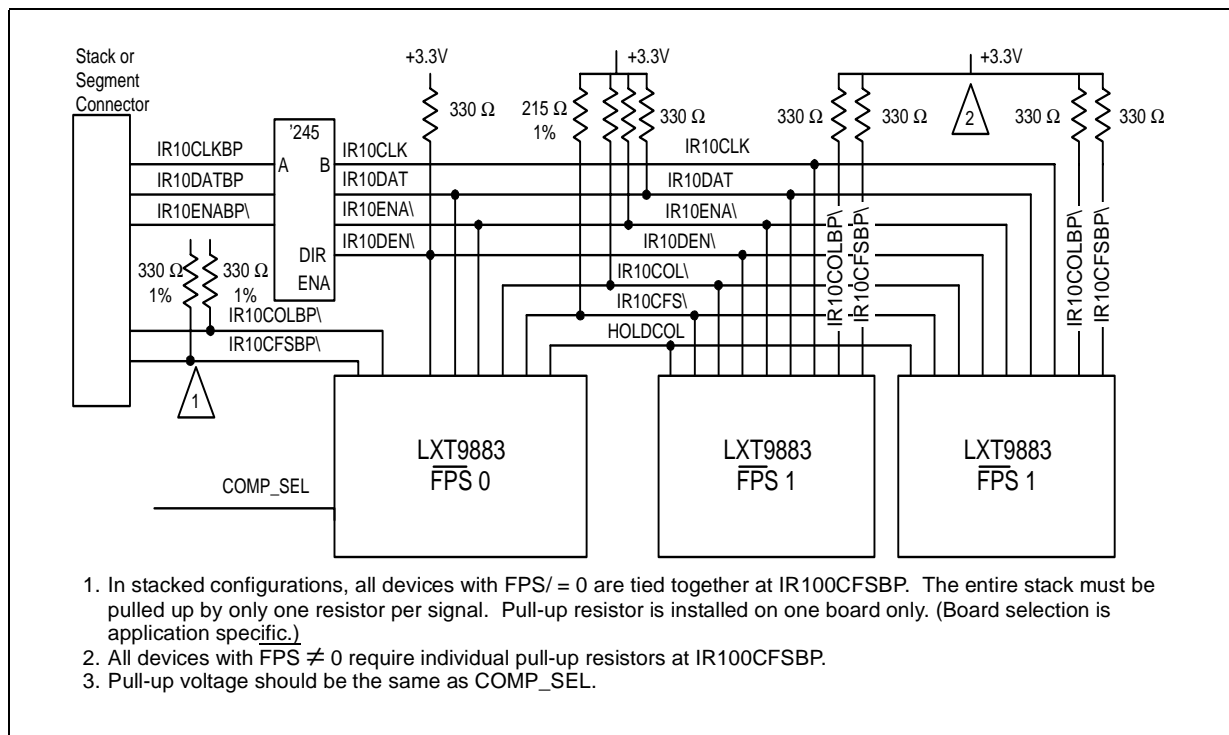 Stack or
Segment
Connector
+3.3V
+3.3V
+3.3V
330 Ω
215 Ω
1%
330 Ω
330 Ω
330 Ω
2
330 Ω
330 Ω
'245
IR10CLKBP
A
B
IR10CLK
IR10CLK
IR10DATBP
IR10DAT
IR10DAT
IR10ENABP\
IR10ENA\
IR10ENA\
DIR
IR10DEN\
IR10DEN\
ENA
330 Ω
1%
330 Ω
1%
IR10COL\
IR10COLBP\
IR10CFS\
IR10CFSBP\
HOLDCOL
IR10COLBP\
IR10CFSBP\
IR10COLBP\
IR10CFSBP\
1
LXT9883
FPS 0
LXT9883
FPS 1
LXT9883
FPS 1
COMP_SEL
1. In stacked configurations, all devices with FPS/ = 0 are tied together at IR100CFSBP. The entire stack must be
pulled up by only one resistor per signal. Pull-up resistor is installed on one board only. (Board selection is
application specific.)
2. All devices with FPS ≠ 0 require individual pull-up resistors at IR100CFSBP.
3. Pull-up voltage should be the same as COMP_SEL.